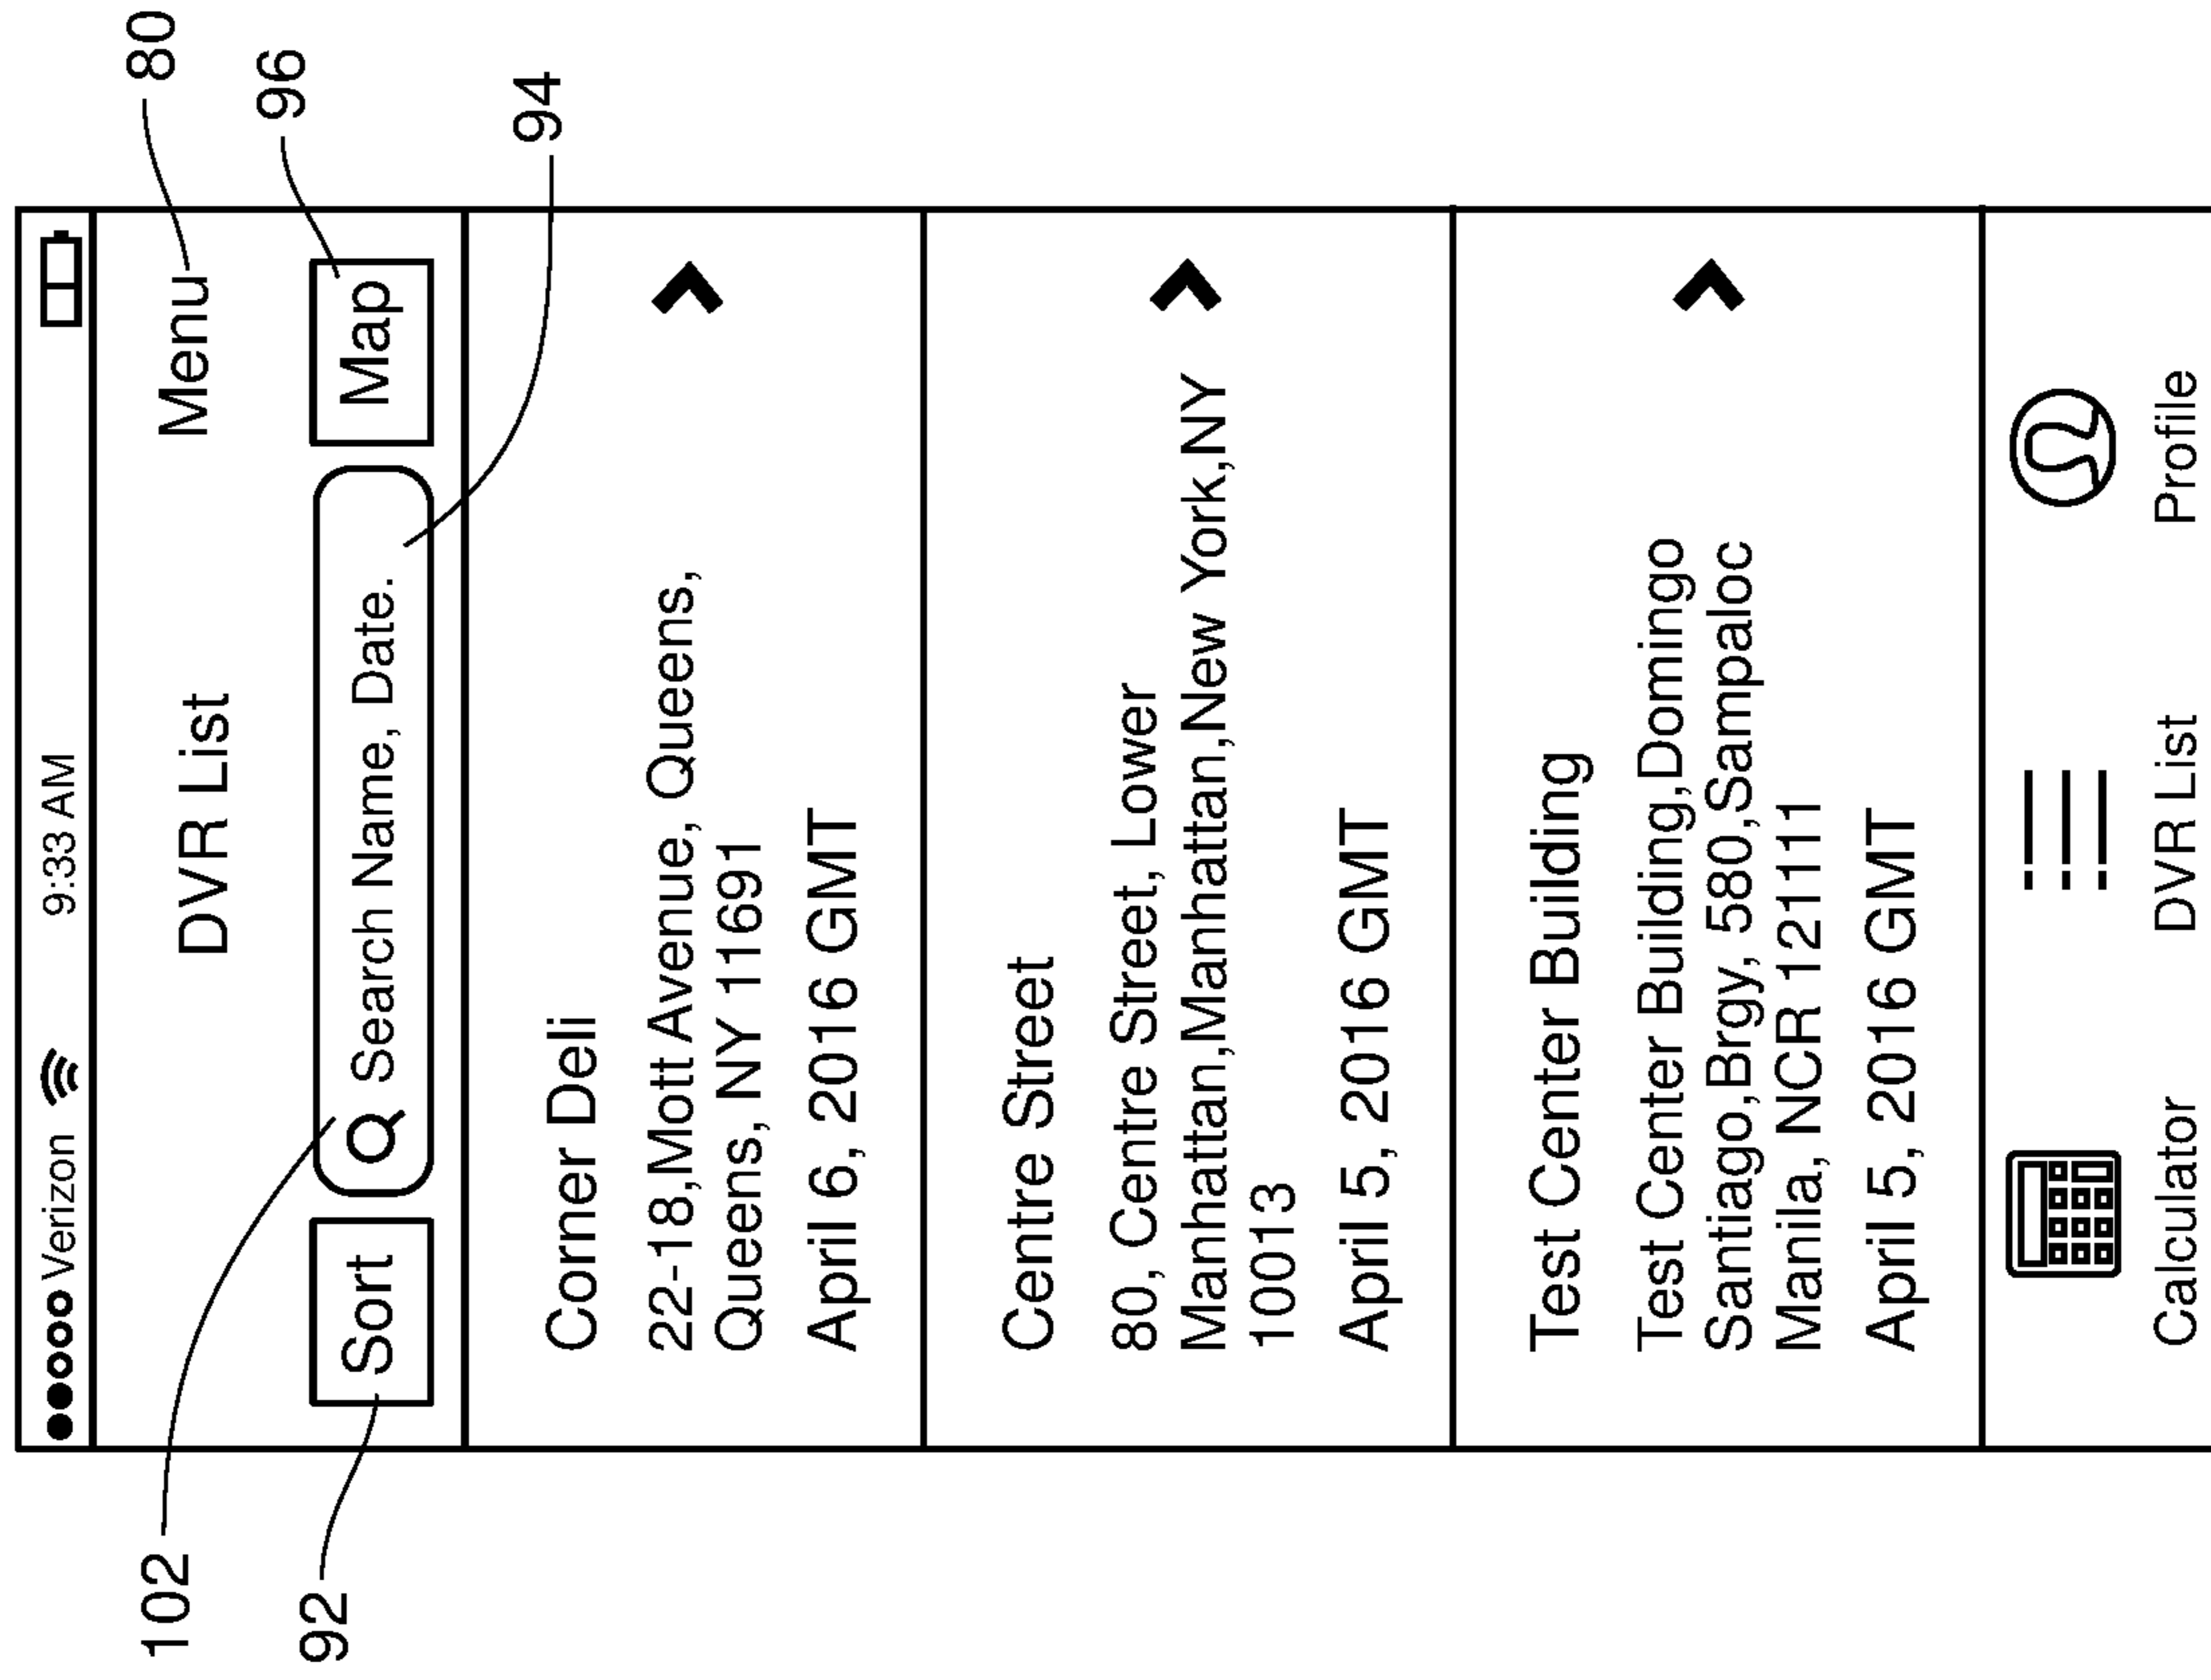 Verizon 9:33 AM
80
Menu
DVR List
96
102
92
Sort
Search Name, Date.
Map
94
Corner Deli
22-18,Mott Avenue, Queens,
Queens, NY 11691
April 6, 2016 GMT
Centre Street
80, Centre Street, Lower
Manhattan,Manhattan,New York,NY
10013
April 5, 2016 GMT
Test Center Building
Test Center Building,Domingo
Santiago,Brgy, 580,Sampaloc
Manila, NCR 121111
April 5, 2016 GMT
Calculator
DVR List
Profile